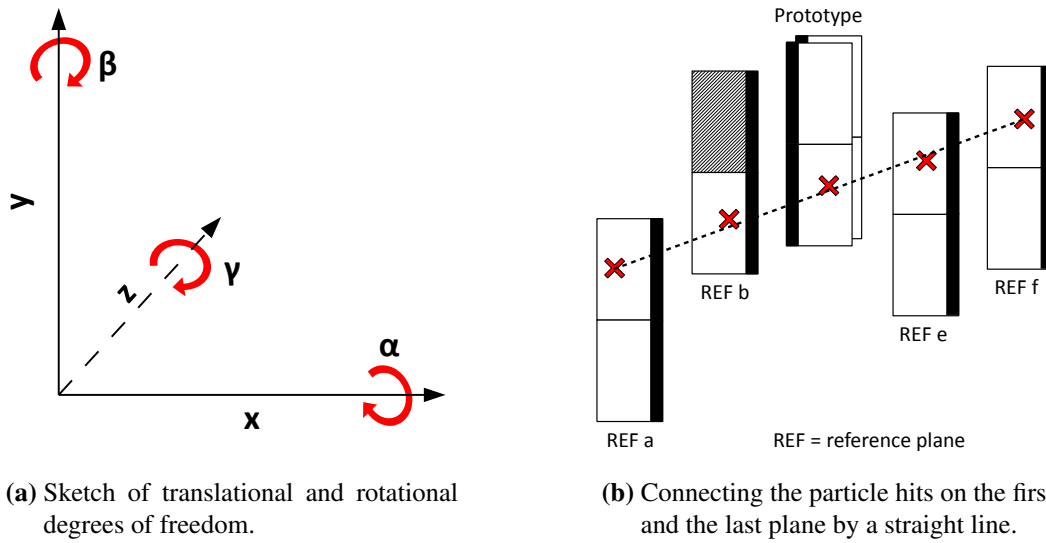 β
y
z
γ
α
x
(a) Sketch of translational and rotational
degrees of freedom.
Prototype
REF b
REF f
REF e
REF a
REF = reference plane
(b) Connecting the particle hits on the firs
and the last plane by a straight line.